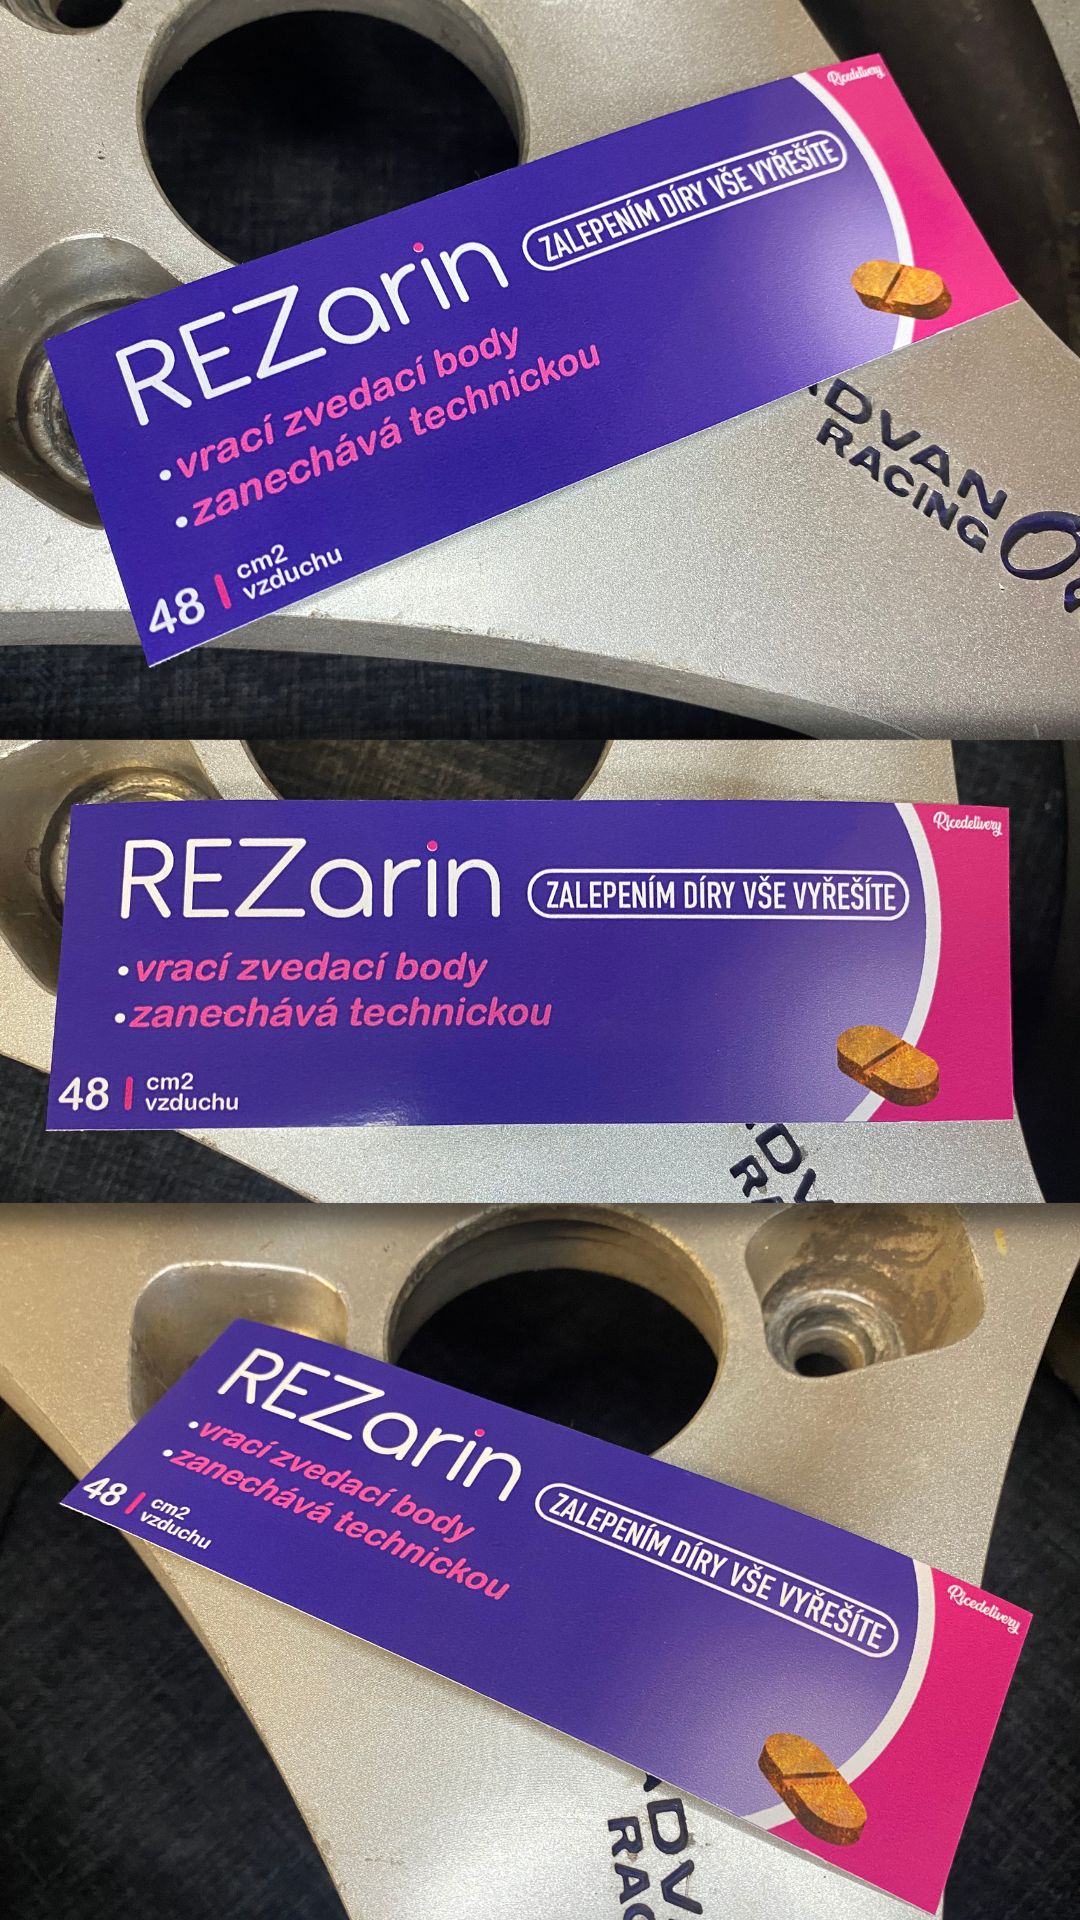 Ricedelivery
REZarin
ZALEPENÍM DÍRY VŠE VYŘEŠÍTE
•vrací zvedací body
•zanechává technickou
48 | cm2
vzduchu
DVAN
RACING
Ricedelivery
REZarin
ZALEPENÍM DÍRY VŠE VYŘEŠÍTE
•vrací zvedací body
•zanechává technickou
48 | cm2
vzduchu
REZarin
•vrací zvedací body
•zanechává technickou
48 | cm2
vzduchu
ZALEPENÍM DÍRY VŠE VYŘEŠÍTE
Ricedelivery